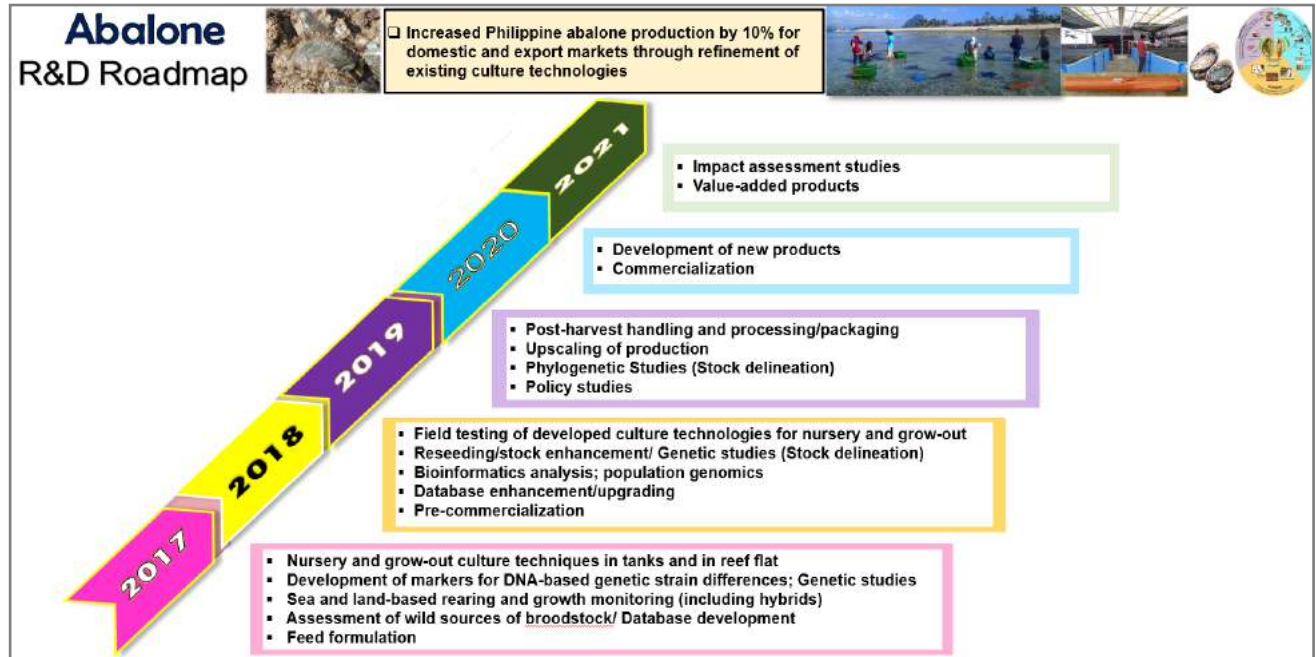 Abalone
R&D Roadmap
❑ Increased Philippine abalone production by 10% for
domestic and export markets through refinement of
existing culture technologies
2021
▪ Impact assessment studies
▪ Value-added products
2020
▪ Development of new products
▪ Commercialization
2019
▪ Post-harvest handling and processing/packaging
▪ Upscaling of production
▪ Phylogenetic Studies (Stock delineation)
▪ Policy studies
2018
▪ Field testing of developed culture technologies for nursery and grow-out
▪ Reseeding/stock enhancement/ Genetic studies (Stock delineation)
▪ Bioinformatics analysis; population genomics
▪ Database enhancement/upgrading
▪ Pre-commercialization
2017
▪ Nursery and grow-out culture techniques in tanks and in reef flat
▪ Development of markers for DNA-based genetic strain differences; Genetic studies
▪ Sea and land-based rearing and growth monitoring (including hybrids)
▪ Assessment of wild sources of broodstock/ Database development
▪ Feed formulation